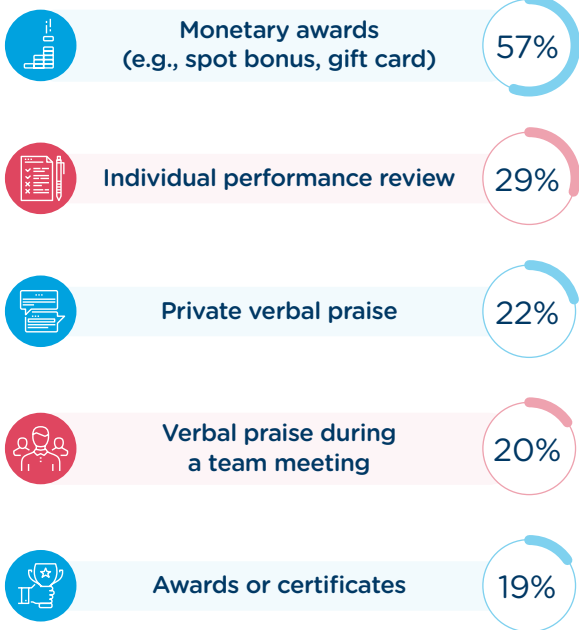 Monetary awards
(e.g., spot bonus, gift card)
57%
Individual performance review
29%
Private verbal praise
22%
Verbal praise during
a team meeting
20%
Awards or certificates
19%